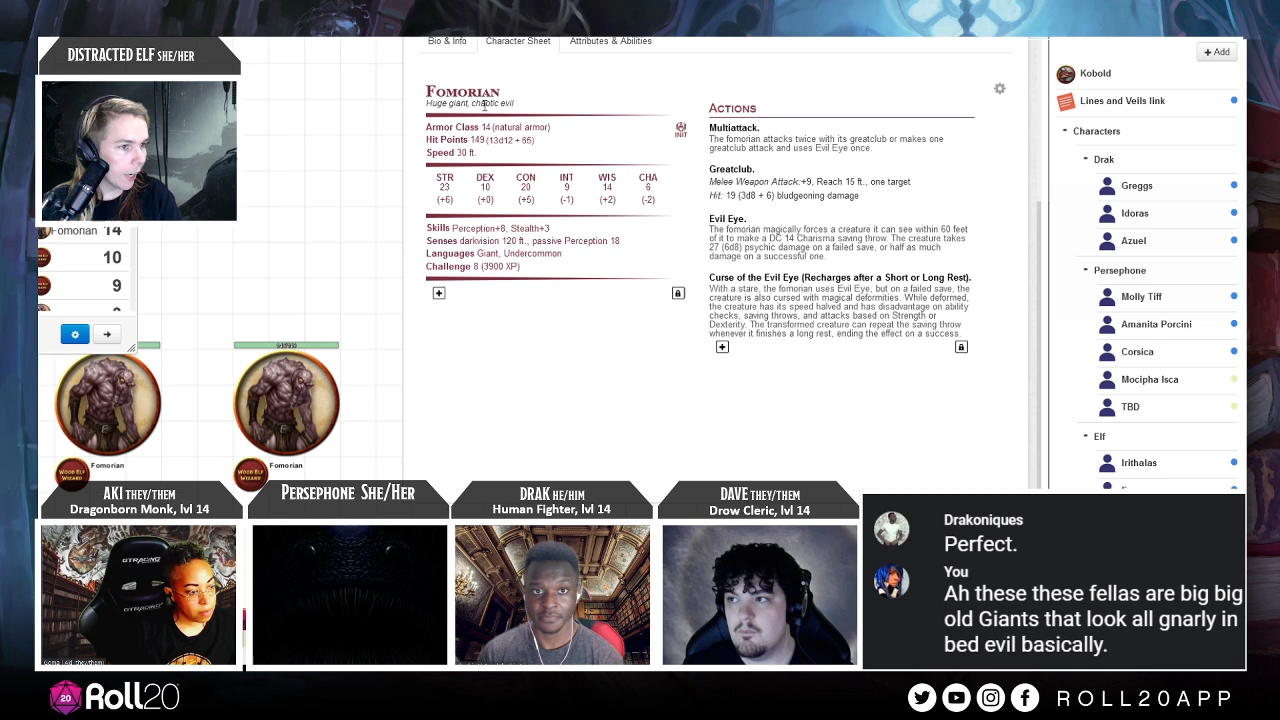 DISTRACTED ELF SHE/HER
Fomorian 14
10
9
Bio & Info
Character Sheet
Attributes & Abilities
FOMORIAN
Huge giant, chaotic evil
Armor Class 14 (natural armor)
Hit Points 149 (13d12 + 65)
Speed 30 ft.
INIT
STR DEX CON INT WIS CHA
23 10 20 9 14 6
(+6) (+0) (+5) (-1) (+2) (-2)
Skills Perception+8, Stealth+3
Senses darkvision 120 ft., passive Perception 18
Languages Giant, Undercommon
Challenge 8 (3900 XP)
ACTIONS
Multiattack.
The fomorian attacks twice with its greatclub or makes one
greatclub attack and uses Evil Eye once.
Greatclub.
Melee Weapon Attack:+9, Reach 15 ft., one target
Hit: 19 (3d8 + 6) bludgeoning damage
Evil Eye.
The fomorian magically forces a creature it can see within 60 feet
of it to make a DC 14 Charisma saving throw. The creature takes
27 (6d8) psychic damage on a failed save, or half as much
damage on a successful one.
Curse of the Evil Eye (Recharges after a Short or Long Rest).
With a stare, the fomorian uses Evil Eye, but on a failed save, the
creature is also cursed with magical deformities. While deformed,
the creature has its speed halved and has disadvantage on ability
checks, saving throws, and attacks based on Strength or
Dexterity. The transformed creature can repeat the saving throw
whenever it finishes a long rest, ending the effect on a success.
+ Add
Kobold
Lines and Veils link
Characters
Drak
Greggs
Idoras
Azuel
Persephone
Molly Tiff
Amanita Porcini
Corsica
Mocipha Isca
TBD
Elf
Irithalas
WOOD ELF
WIZARD
Fomorian
WOOD ELF
WIZARD
Fomorian
AKI THEY/THEM
Dragonborn Monk, lvl 14
PERSEPHONE SHE/HER
DRAK HE/HIM
Human Fighter, lvl 14
DAVE THEY/THEM
Drow Cleric, lvl 14
GTRACING
GTRACING
Drakoniques
Perfect.
You
Ah these these fellas are big big
old Giants that look all gnarly in
bed evil basically.
20
Roll20
ROLL20APP